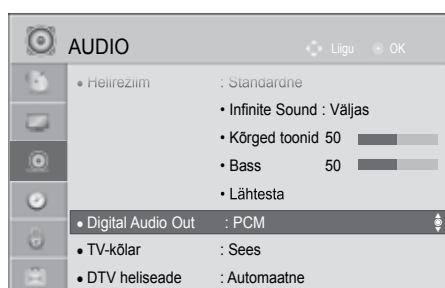 AUDIO
Liigu OK
• Helirežiim : Standardne
• Infinite Sound : Väljas
• Kõrged toonid 50
• Bass 50
• Lähtesta
• Digital Audio Out : PCM
• TV-kõlar : Sees
• DTV heliseade : Automaatne